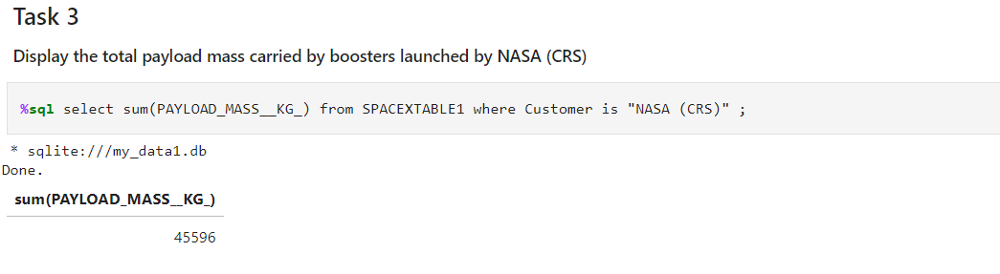 Task 3
Display the total payload mass carried by boosters launched by NASA (CRS)
%sql select sum(PAYLOAD_MASS__KG_) from SPACEXTABLE1 where Customer is "NASA (CRS)" ;
* sqlite:///my_data1.db
Done.
sum(PAYLOAD_MASS__KG_)
45596